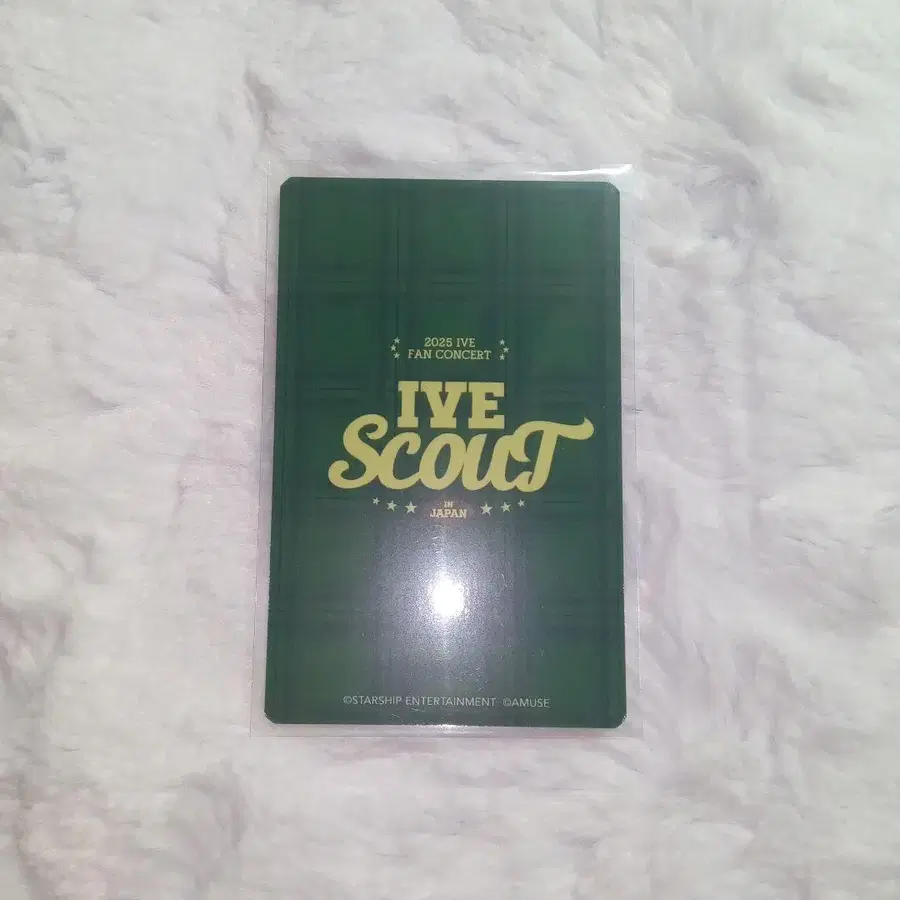 2025 IVE
FAN CONCERT
IVE
SCOUT
IN
JAPAN
©STARSHIP ENTERTAINMENT ©AMUSE